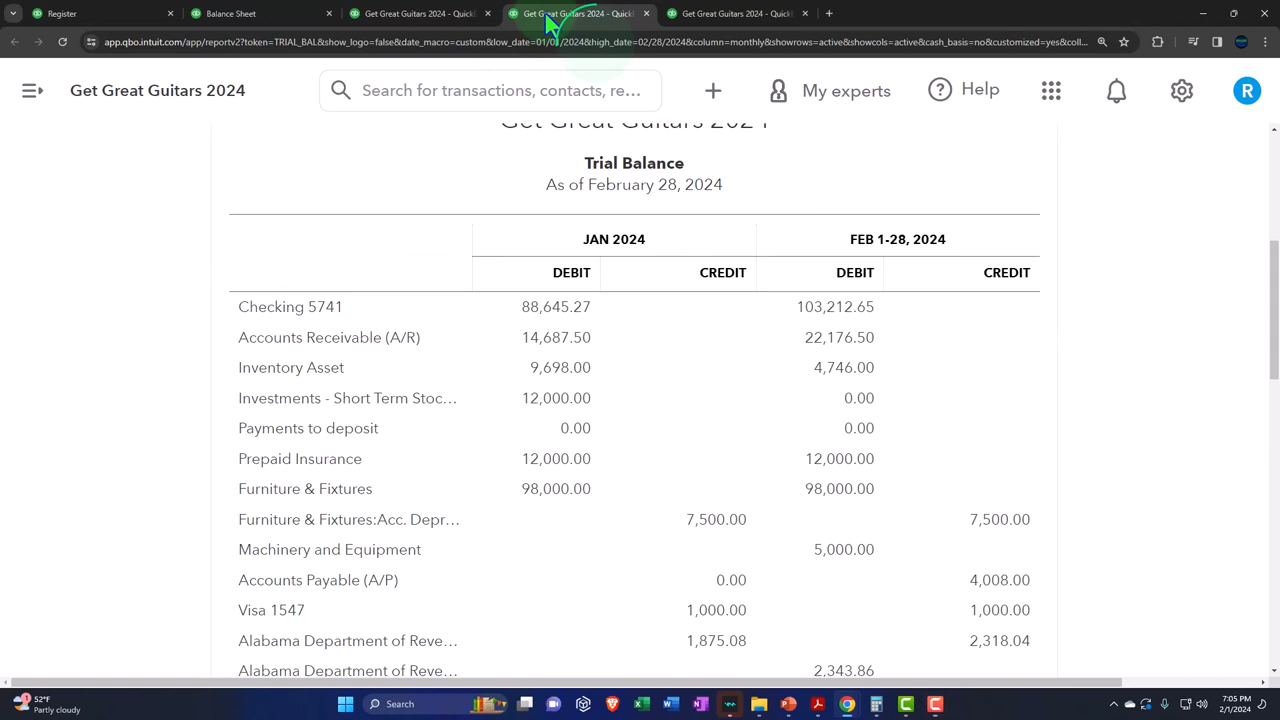 Register
Balance Sheet
Get Great Guitars 2024 - Quick
Get Great Guitars 2024 - Quick
Get Great Guitars 2024 - Quick
app.qbo.intuit.com/app/report2?token=TRIAL_BAL&show_logo=false&date_macro=custom&low_date=01/01/2024&high_date=02/28/2024&column=monthly&showrows=active&showcols=active&cash_basis=no&customized=yes&coll...
Get Great Guitars 2024
Search for transactions, contacts, re...
My experts
Help
R
Get Great Guitars 2024
Trial Balance
As of February 28, 2024
JAN 2024 FEB 1-28, 2024
DEBIT CREDIT DEBIT CREDIT
Checking 5741 88,645.27 103,212.65
Accounts Receivable (A/R) 14,687.50 22,176.50
Inventory Asset 9,698.00 4,746.00
Investments - Short Term Stoc... 12,000.00 0.00
Payments to deposit 0.00 0.00
Prepaid Insurance 12,000.00 12,000.00
Furniture & Fixtures 98,000.00 98,000.00
Furniture & Fixtures:Acc. Depr... 7,500.00 7,500.00
Machinery and Equipment 5,000.00
Accounts Payable (A/P) 0.00 4,008.00
Visa 1547 1,000.00 1,000.00
Alabama Department of Reve... 1,875.08 2,318.04
Alabama Department of Reve... 2,343.86
1
52°F
Partly cloudy
Search
7:05 PM
2/1/2024